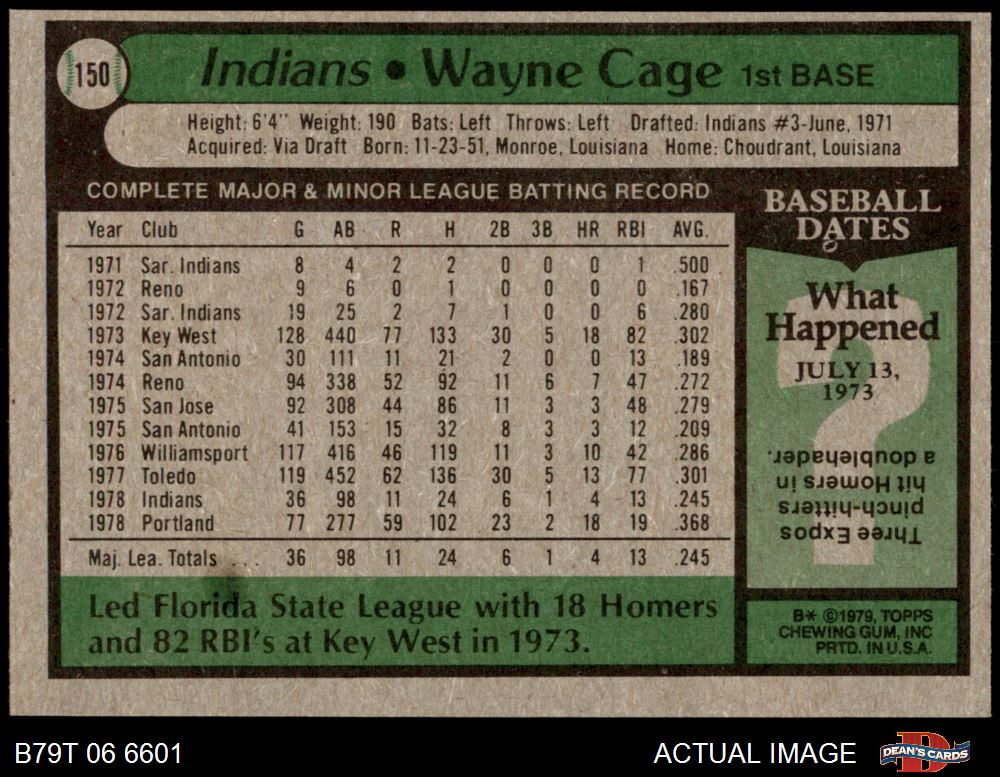 150
Indians • Wayne Cage 1st BASE
Height: 6'4" Weight: 190 Bats: Left Throws: Left Drafted: Indians #3-June, 1971
Acquired: Via Draft Born: 11-23-51, Monroe, Louisiana Home: Choudrant, Louisiana
COMPLETE MAJOR & MINOR LEAGUE BATTING RECORD
Year Club G AB R H 2B 3B HR RBI AVG.
1971 Sar. Indians 8 4 2 2 0 0 0 1 .500
1972 Reno 9 6 0 1 0 0 0 0 .167
1972 Sar. Indians 19 25 2 7 1 0 0 6 .280
1973 Key West 128 440 77 133 30 5 18 82 .302
1974 San Antonio 30 111 11 21 2 0 0 13 .189
1974 Reno 94 338 52 92 11 6 7 47 .272
1975 San Jose 92 308 44 86 11 3 3 48 .279
1975 San Antonio 41 153 15 32 8 3 3 12 .209
1976 Williamsport 117 416 46 119 11 3 10 42 .286
1977 Toledo 119 452 62 136 30 5 13 77 .301
1978 Indians 36 98 11 24 6 1 4 13 .245
1978 Portland 77 277 59 102 23 2 18 19 .368
Maj. Lea. Totals . . . 36 98 11 24 6 1 4 13 .245
Led Florida State League with 18 Homers
and 82 RBI's at Key West in 1973.
BASEBALL
DATES
What
Happened
JULY 13,
1973
?
Three Expos
pinch-hitters
hit Homers in
a doublehader.
B* ©1979, TOPPS
CHEWING GUM, INC
PRTD. IN U.S.A.
B79T 06 6601
ACTUAL IMAGE
D
DEAN'S CARDS